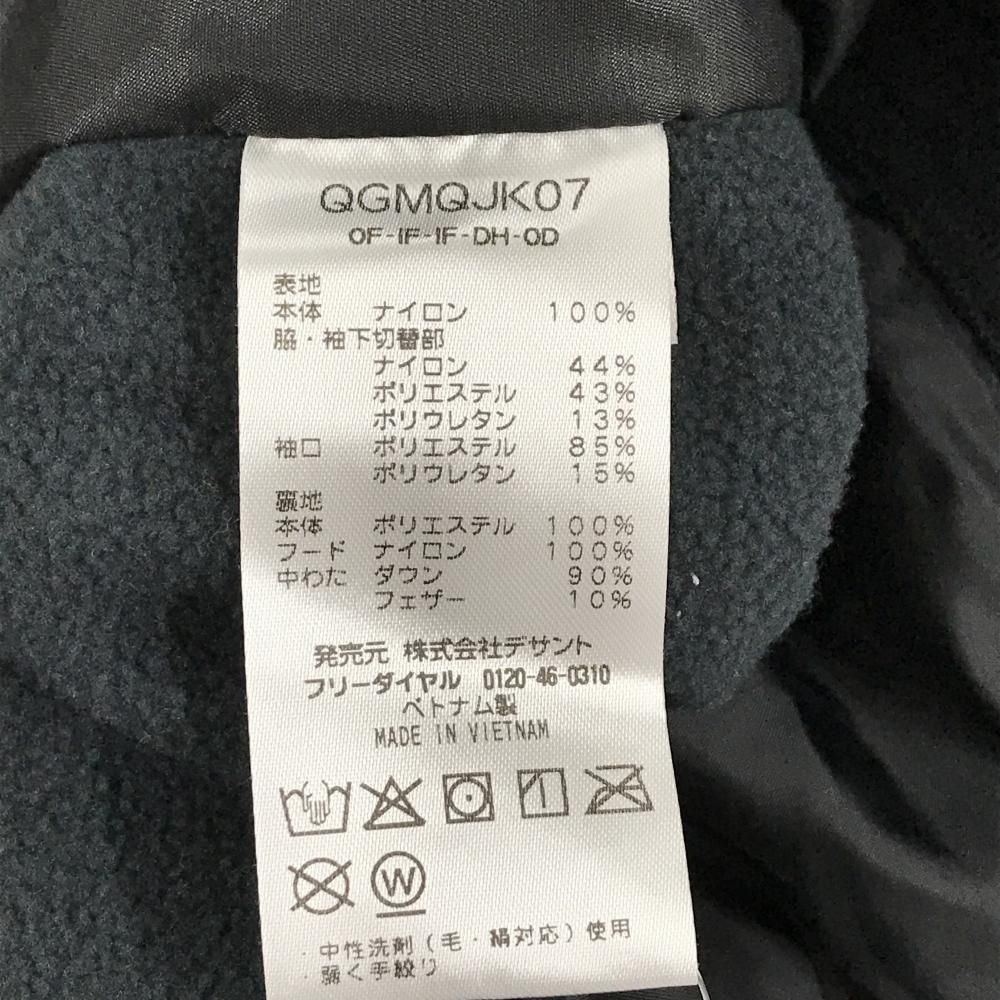 QGMQJK07
0F-IF-IF-DH-0D
表地
本体 ナイロン 100%
脇・袖下切替部
ナイロン 44%
ポリエステル 43%
ポリウレタン 13%
袖口 ポリエステル 85%
ポリウレタン 15%
裏地
本体 ポリエステル 100%
フード ナイロン 100%
中わた ダウン 90%
フェザー 10%
発売元 株式会社デサント
フリーダイヤル 0120-46-0310
ベトナム製
MADE IN VIETNAM
W
・中性洗剤(毛・絹対応)使用
・弱く手絞り